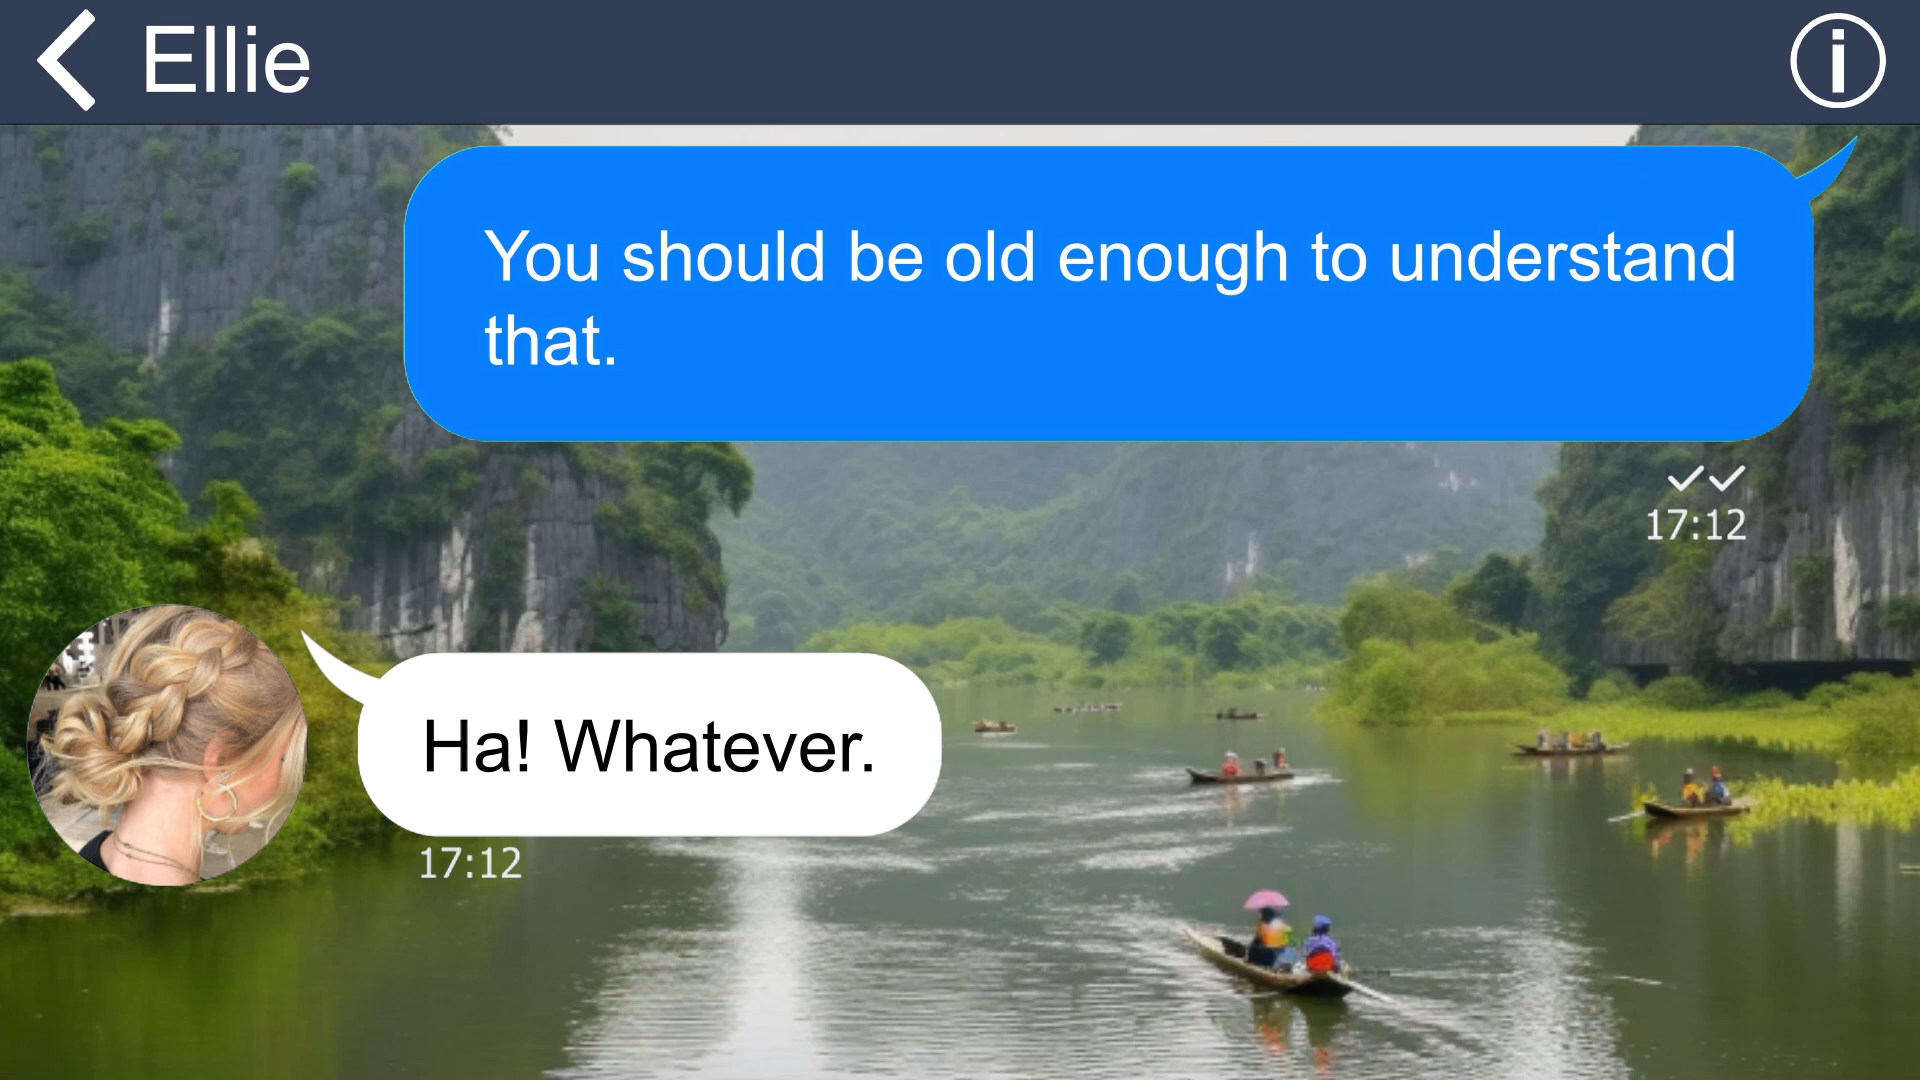 Ellie
You should be old enough to understand
that.
17:12
Ha! Whatever.
17:12